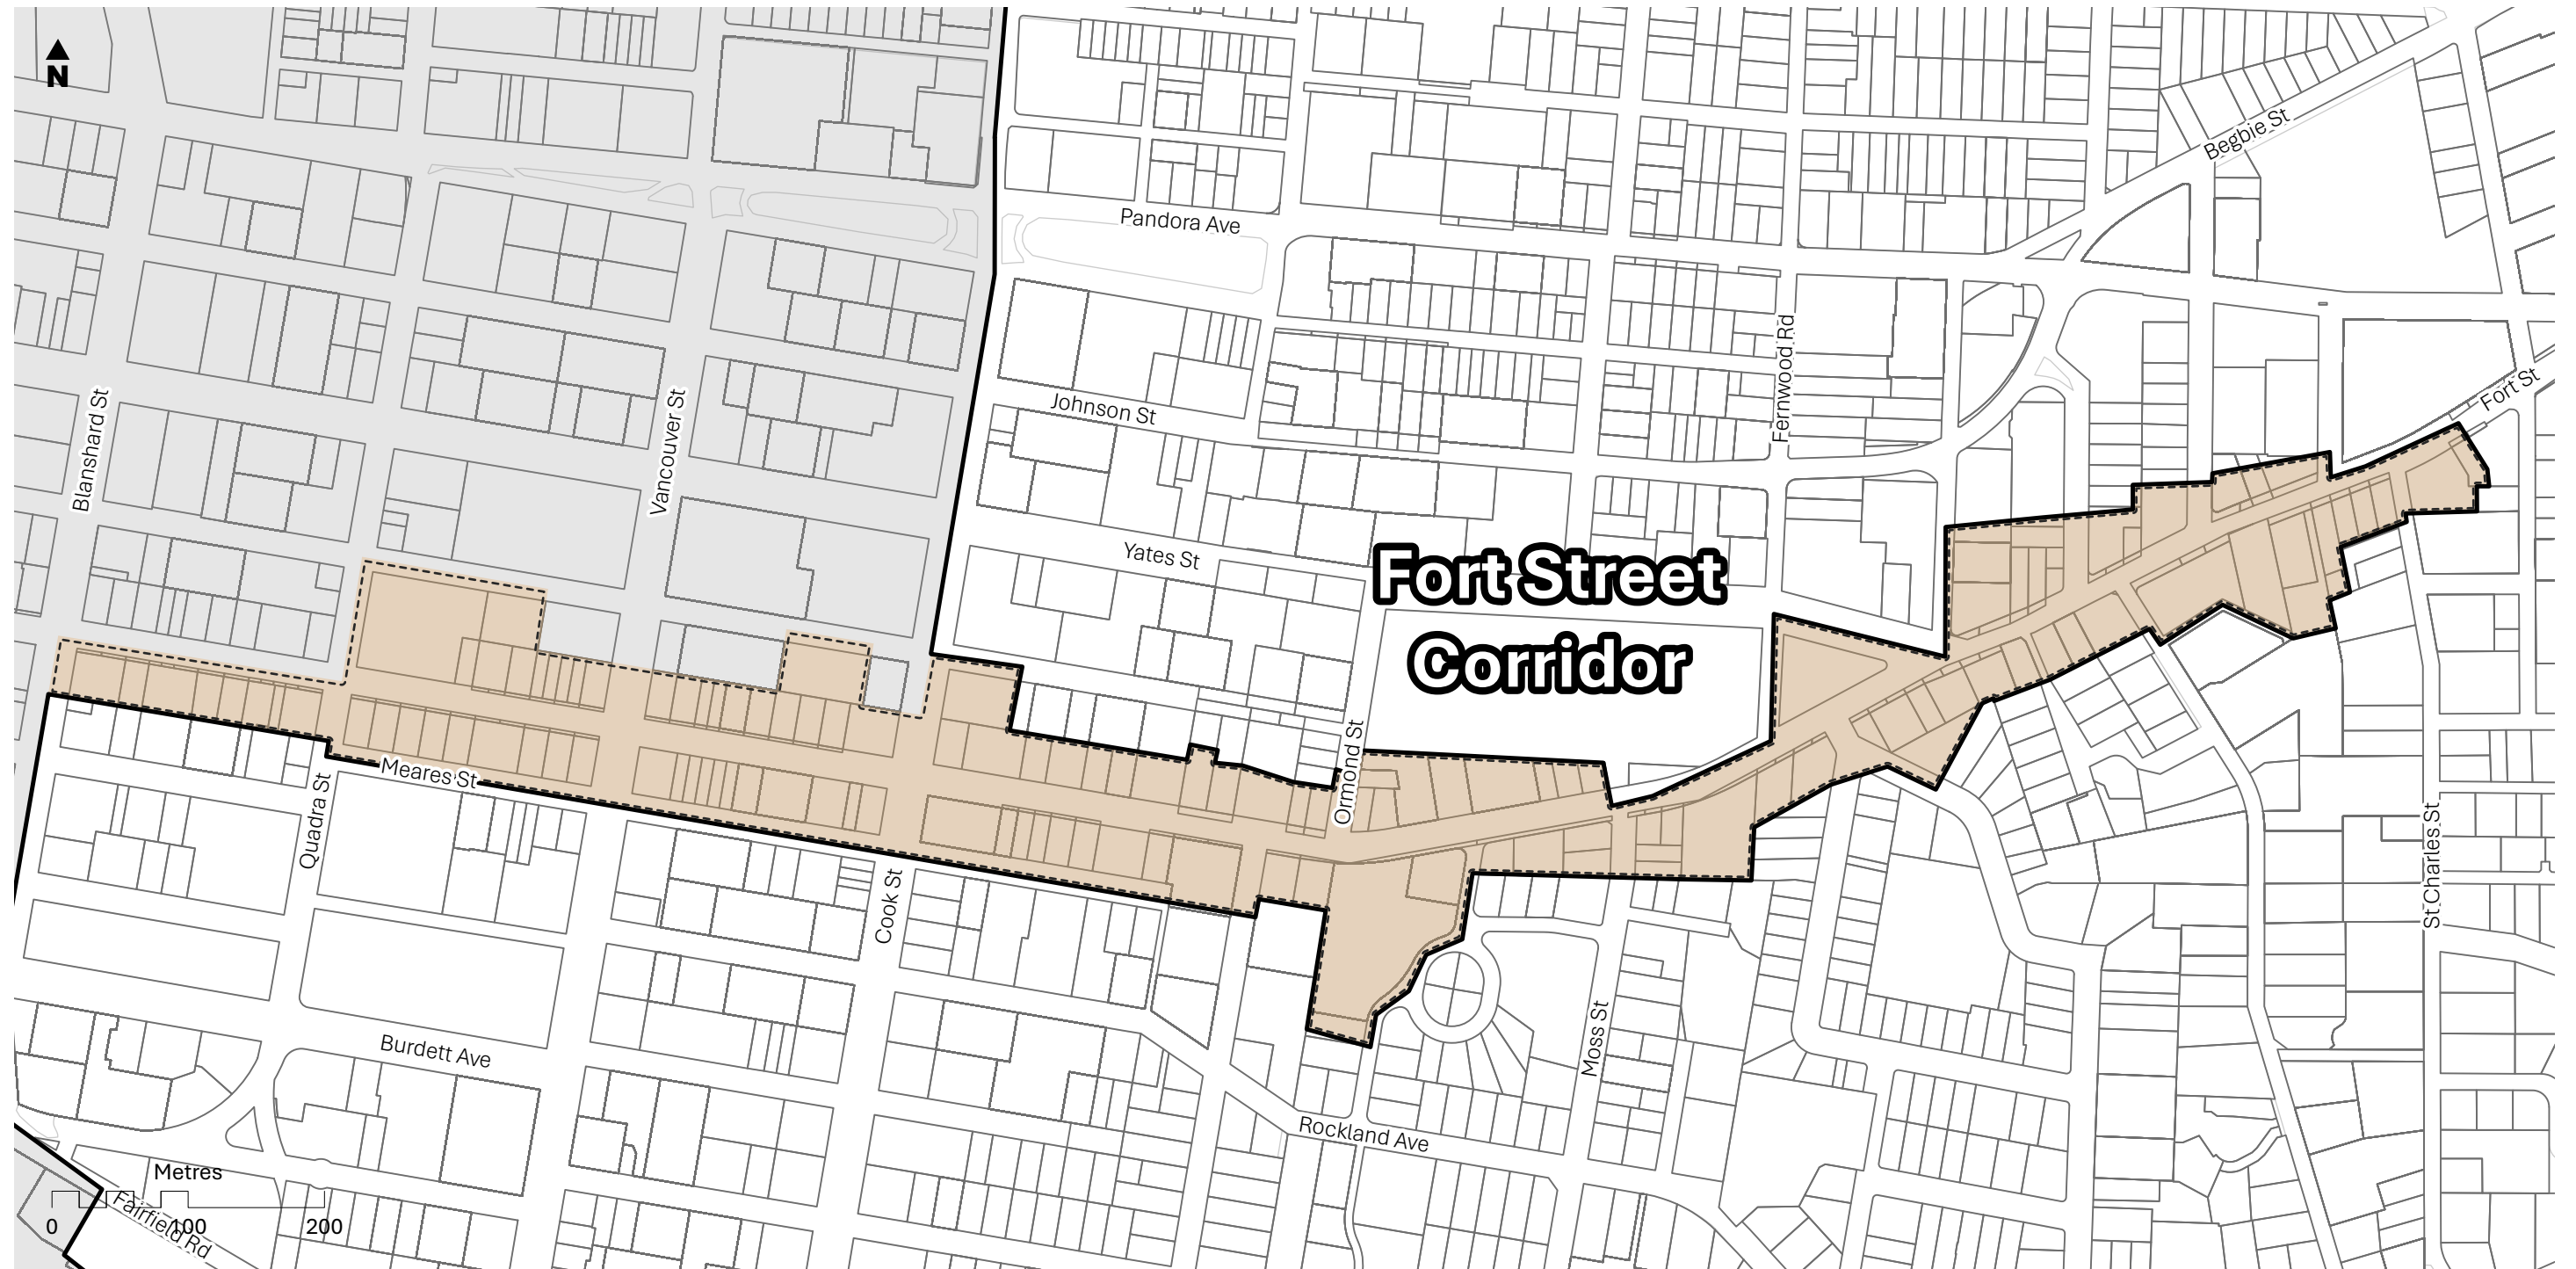 N
Begbie St
Pandora Ave
Fernwood Rd
Fort St
Blanshard St
Vancouver St
Johnson St
Yates St
Fort Street
Corridor
Ormond St
Meares St
Quadra St
St Charles St
Cook St
Moss St
Burdett Ave
Rockland Ave
Metres
Fairfield Rd
0 100 200